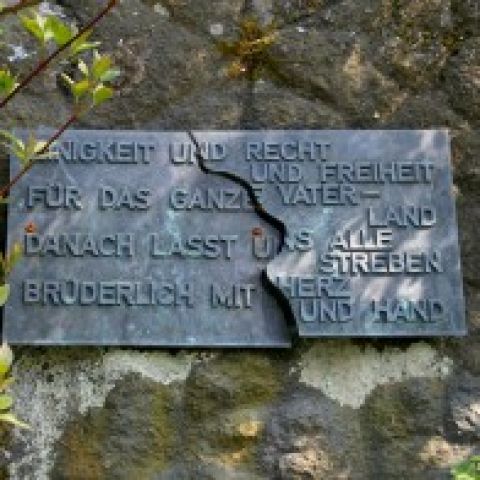 EINIGKEIT UND RECHT
UND FREIHEIT
FÜR DAS GANZE VATER-
LAND
DANACH LASST UNS ALLE
STREBEN
BRÜDERLICH MIT HERZ
UND HAND